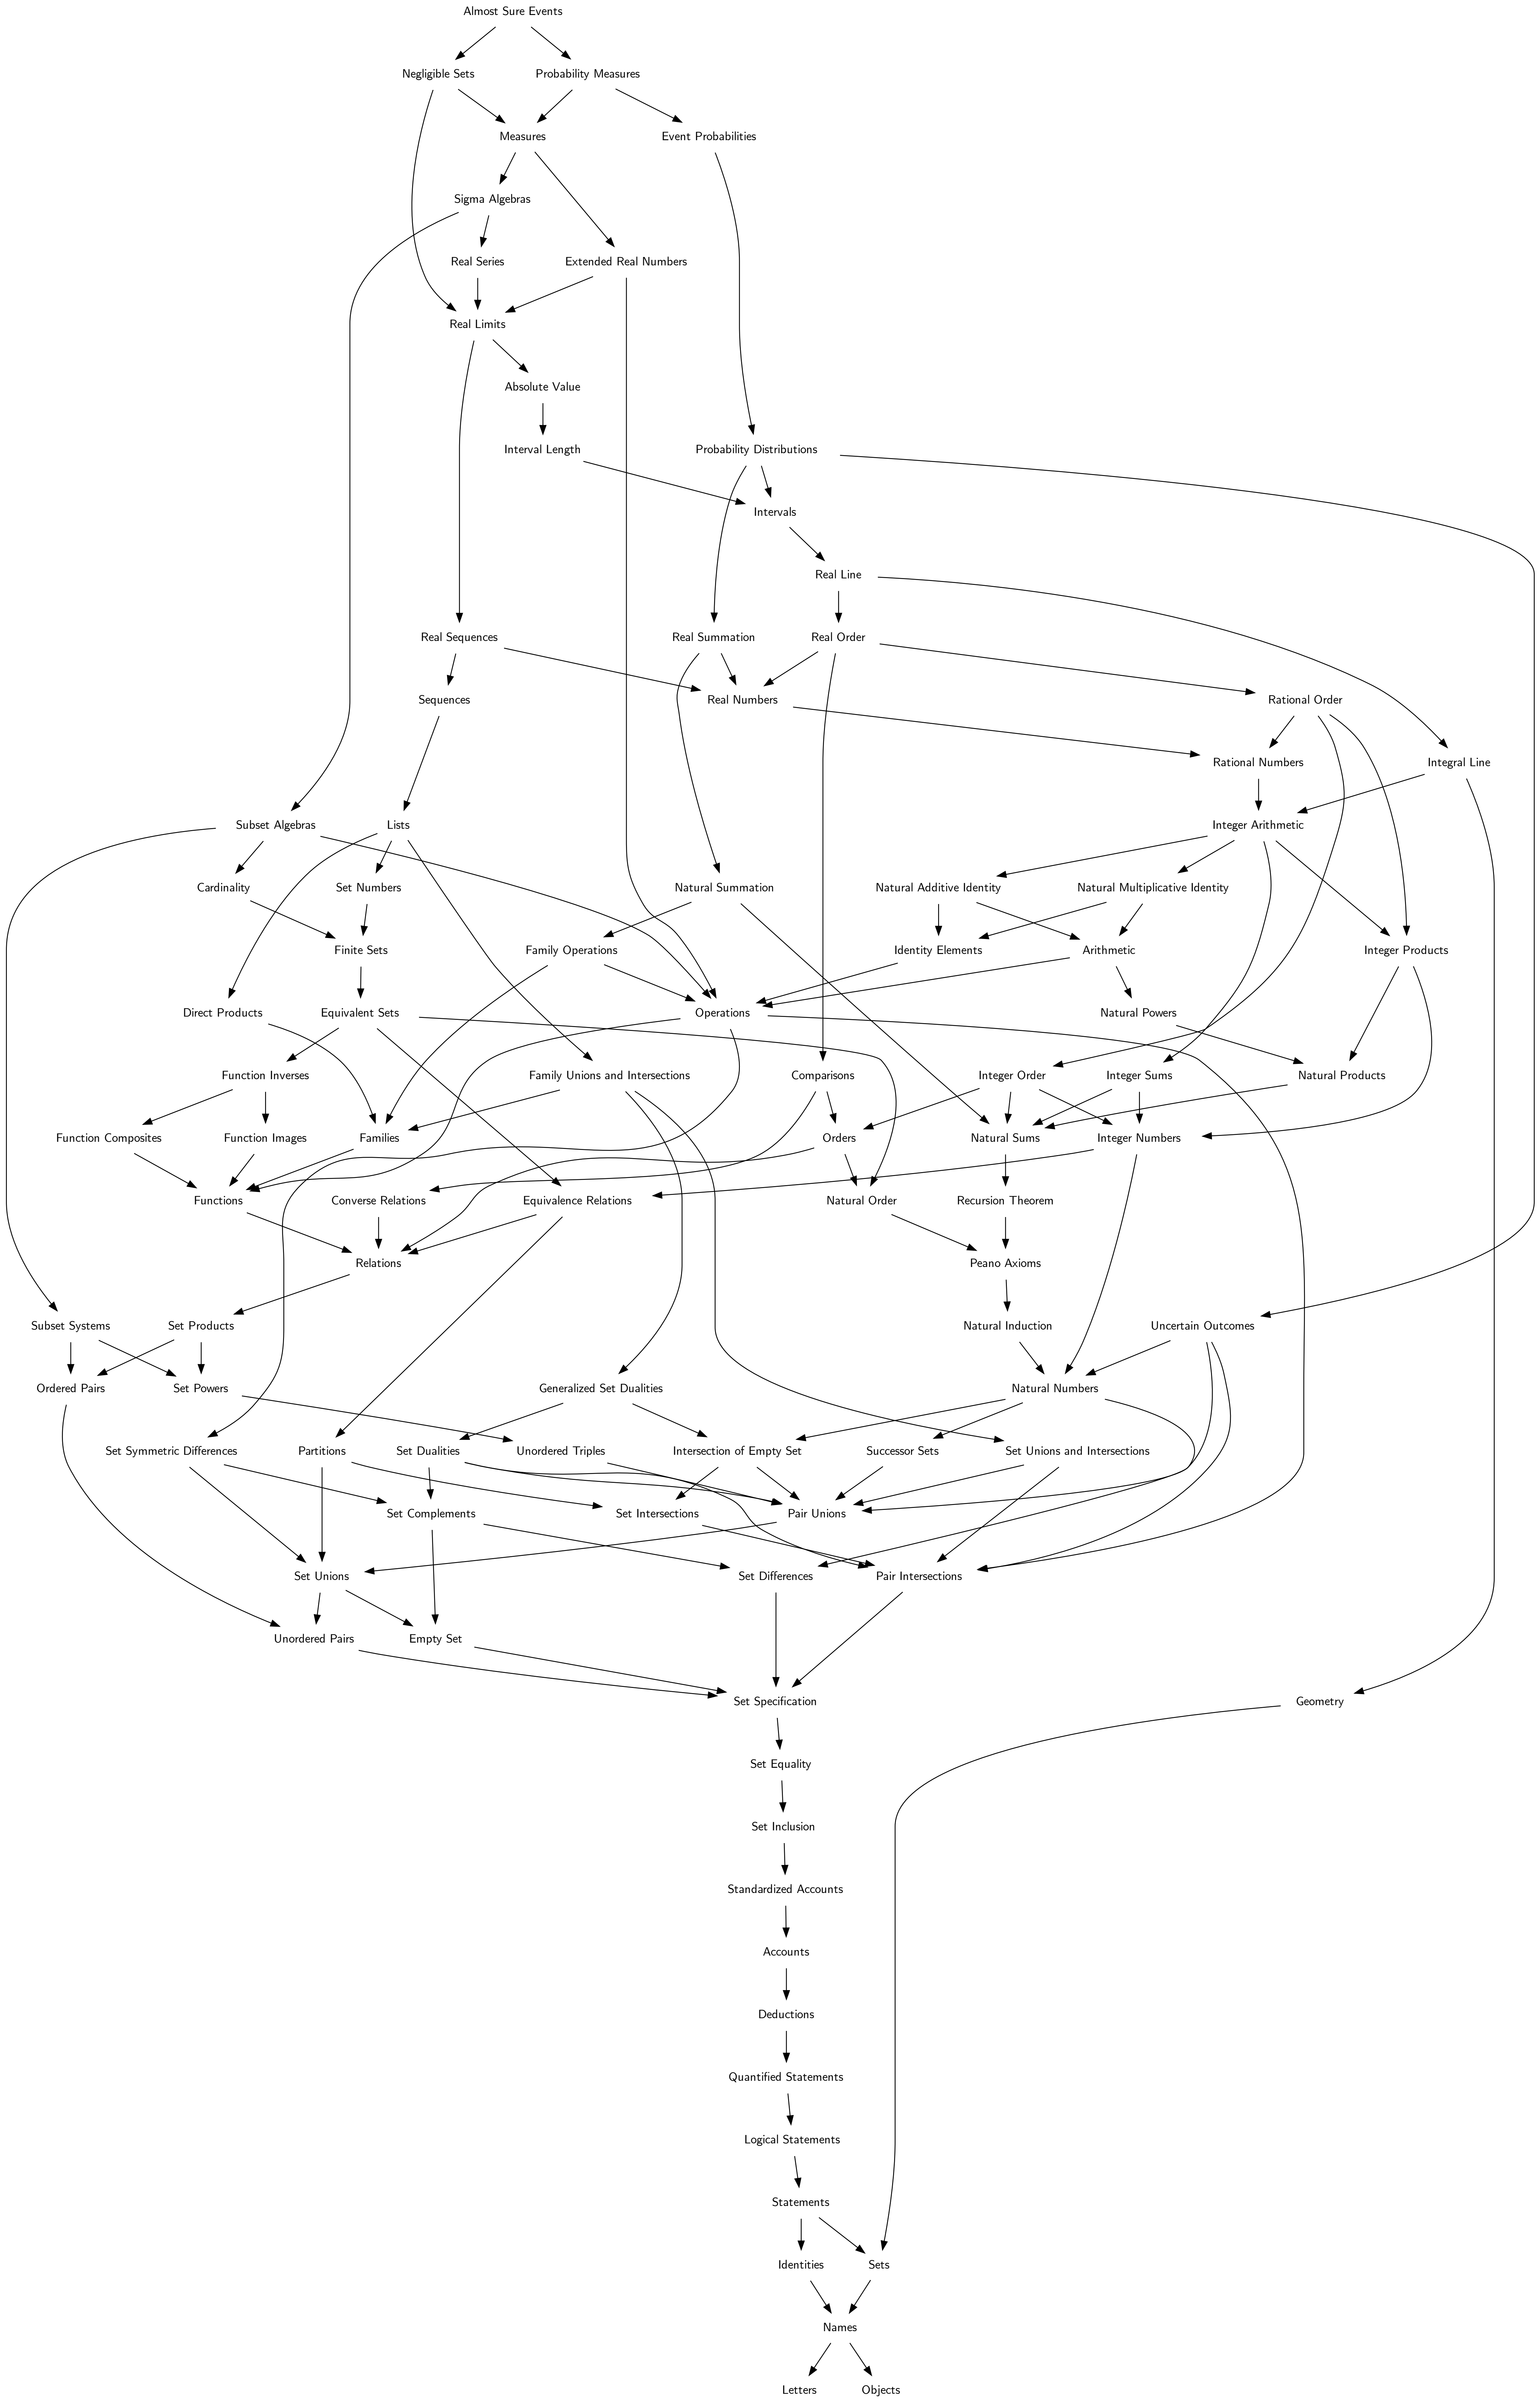 Almost Sure Events
Negligible Sets
Probability Measures
Measures
Event Probabilities
Sigma Algebras
Real Series
Extended Real Numbers
Real Limits
Absolute Value
Interval Length
Probability Distributions
Intervals
Real Line
Real Sequences
Real Summation
Real Order
Sequences
Real Numbers
Rational Order
Rational Numbers
Integral Line
Subset Algebras
Lists
Integer Arithmetic
Cardinality
Set Numbers
Natural Summation
Natural Additive Identity
Natural Multiplicative Identity
Finite Sets
Family Operations
Identity Elements
Arithmetic
Integer Products
Direct Products
Equivalent Sets
Operations
Natural Powers
Function Inverses
Family Unions and Intersections
Comparisons
Integer Order
Integer Sums
Natural Products
Function Composites
Function Images
Families
Orders
Natural Sums
Integer Numbers
Functions
Converse Relations
Equivalence Relations
Natural Order
Recursion Theorem
Relations
Peano Axioms
Subset Systems
Set Products
Natural Induction
Uncertain Outcomes
Ordered Pairs
Set Powers
Generalized Set Dualities
Natural Numbers
Set Symmetric Differences
Partitions
Set Dualities
Unordered Triples
Intersection of Empty Set
Successor Sets
Set Unions and Intersections
Set Complements
Set Intersections
Pair Unions
Set Unions
Set Differences
Pair Intersections
Unordered Pairs
Empty Set
Set Specification
Geometry
Set Equality
Set Inclusion
Standardized Accounts
Accounts
Deductions
Quantified Statements
Logical Statements
Statements
Identities
Sets
Names
Letters
Objects